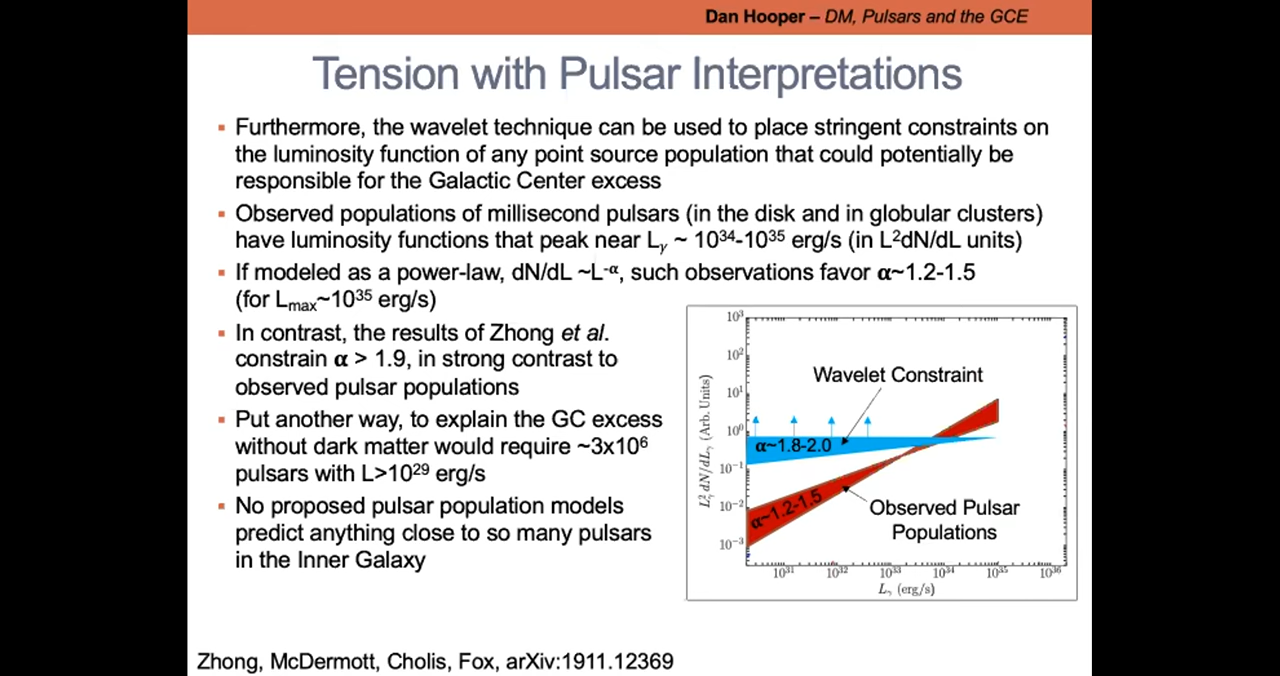 Dan Hooper – DM, Pulsars and the GCE
Tension with Pulsar Interpretations
▪ Furthermore, the wavelet technique can be used to place stringent constraints on
the luminosity function of any point source population that could potentially be
responsible for the Galactic Center excess
▪ Observed populations of millisecond pulsars (in the disk and in globular clusters)
have luminosity functions that peak near Lᵧ ~ 10³⁴-10³⁵ erg/s (in L²dN/dL units)
▪ If modeled as a power-law, dN/dL ~L⁻ᵅ, such observations favor α~1.2-1.5
(for Lₘₐₓ~10³⁵ erg/s)
▪ In contrast, the results of Zhong et al.
constrain α > 1.9, in strong contrast to
observed pulsar populations
▪ Put another way, to explain the GC excess
without dark matter would require ~3x10⁶
pulsars with L>10²⁹ erg/s
▪ No proposed pulsar population models
predict anything close to so many pulsars
in the Inner Galaxy
10³
10²
10¹
10⁰
10⁻¹
10⁻²
10⁻³
L²ᵧ dN/dLᵧ (Arb. Units)
Wavelet Constraint
α~1.8-2.0
α~1.2-1.5
Observed Pulsar
Populations
10³¹ 10³² 10³³ 10³⁴ 10³⁵ 10³⁶
Lᵧ (erg/s)
Zhong, McDermott, Cholis, Fox, arXiv:1911.12369